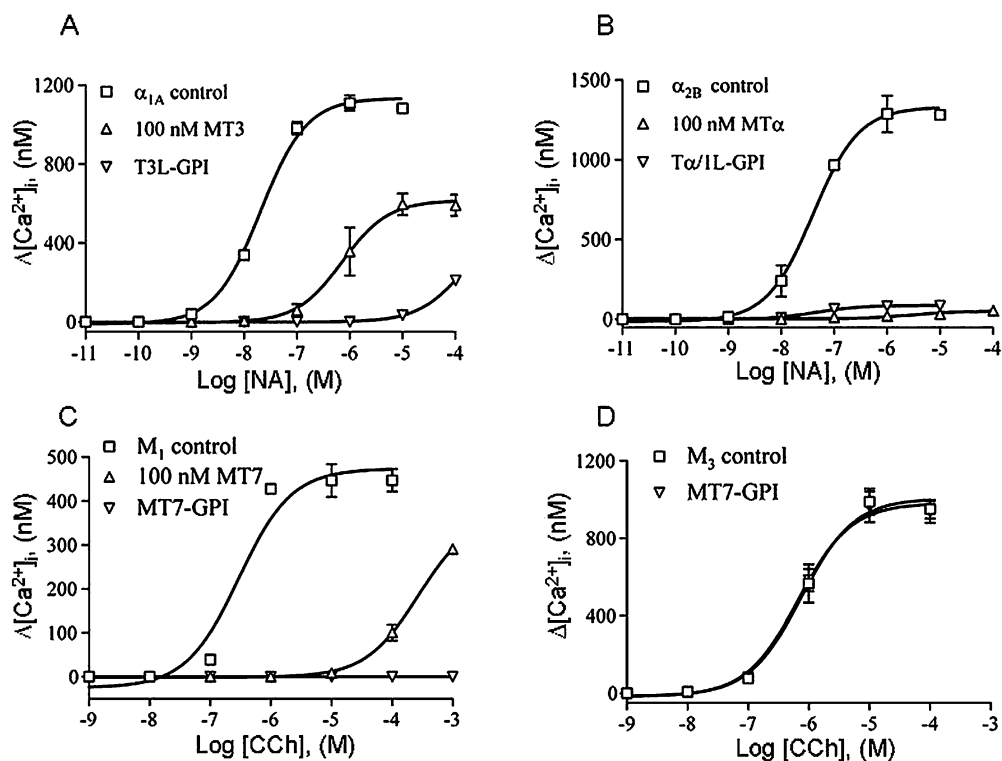 A
α1A control
100 nM MT3
T3L-GPI
Λ[Ca2+]i, (nM)
1200
800
400
0
-11 -10 -9 -8 -7 -6 -5 -4
Log [NA], (M)
B
α2B control
100 nM MTα
Tα/1L-GPI
Δ[Ca2+]i, (nM)
1500
1000
500
0
-11 -10 -9 -8 -7 -6 -5 -4
Log [NA], (M)
C
M1 control
100 nM MT7
MT7-GPI
Λ[Ca2+]i, (nM)
500
400
300
200
100
0
-9 -8 -7 -6 -5 -4 -3
Log [CCh], (M)
D
M3 control
MT7-GPI
Δ[Ca2+]i, (nM)
1200
800
400
0
-9 -8 -7 -6 -5 -4 -3
Log [CCh], (M)